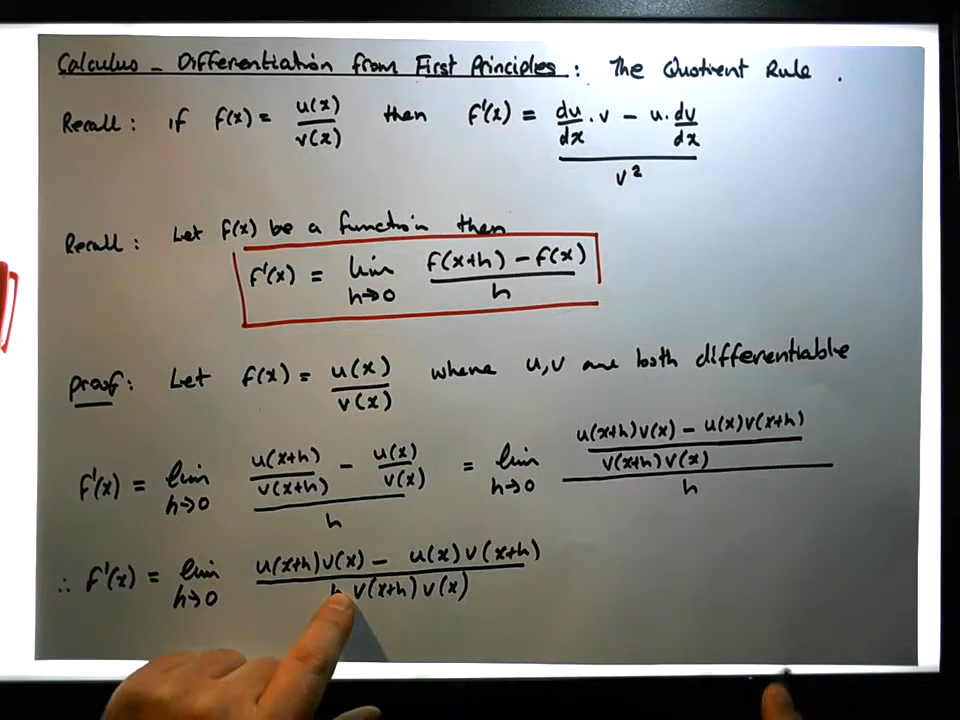 Calculus - Differentiation from First Principles : The Quotient Rule .
Recall : if f(x) = u(x)/v(x) then f'(x) = (du/dx . v - u . dv/dx)/v²
Recall : Let f(x) be a function then
f'(x) = lim h→0 (f(x+h) - f(x))/h
Proof : Let f(x) = u(x)/v(x) where u,v are both differentiable
f'(x) = lim h→0 (u(x+h)/v(x+h) - u(x)/v(x))/h = lim h→0 ((u(x+h)v(x) - u(x)v(x+h))/(v(x+h)v(x)))/h
∴ f'(x) = lim h→0 (u(x+h)v(x) - u(x)v(x+h))/(h v(x+h)v(x))